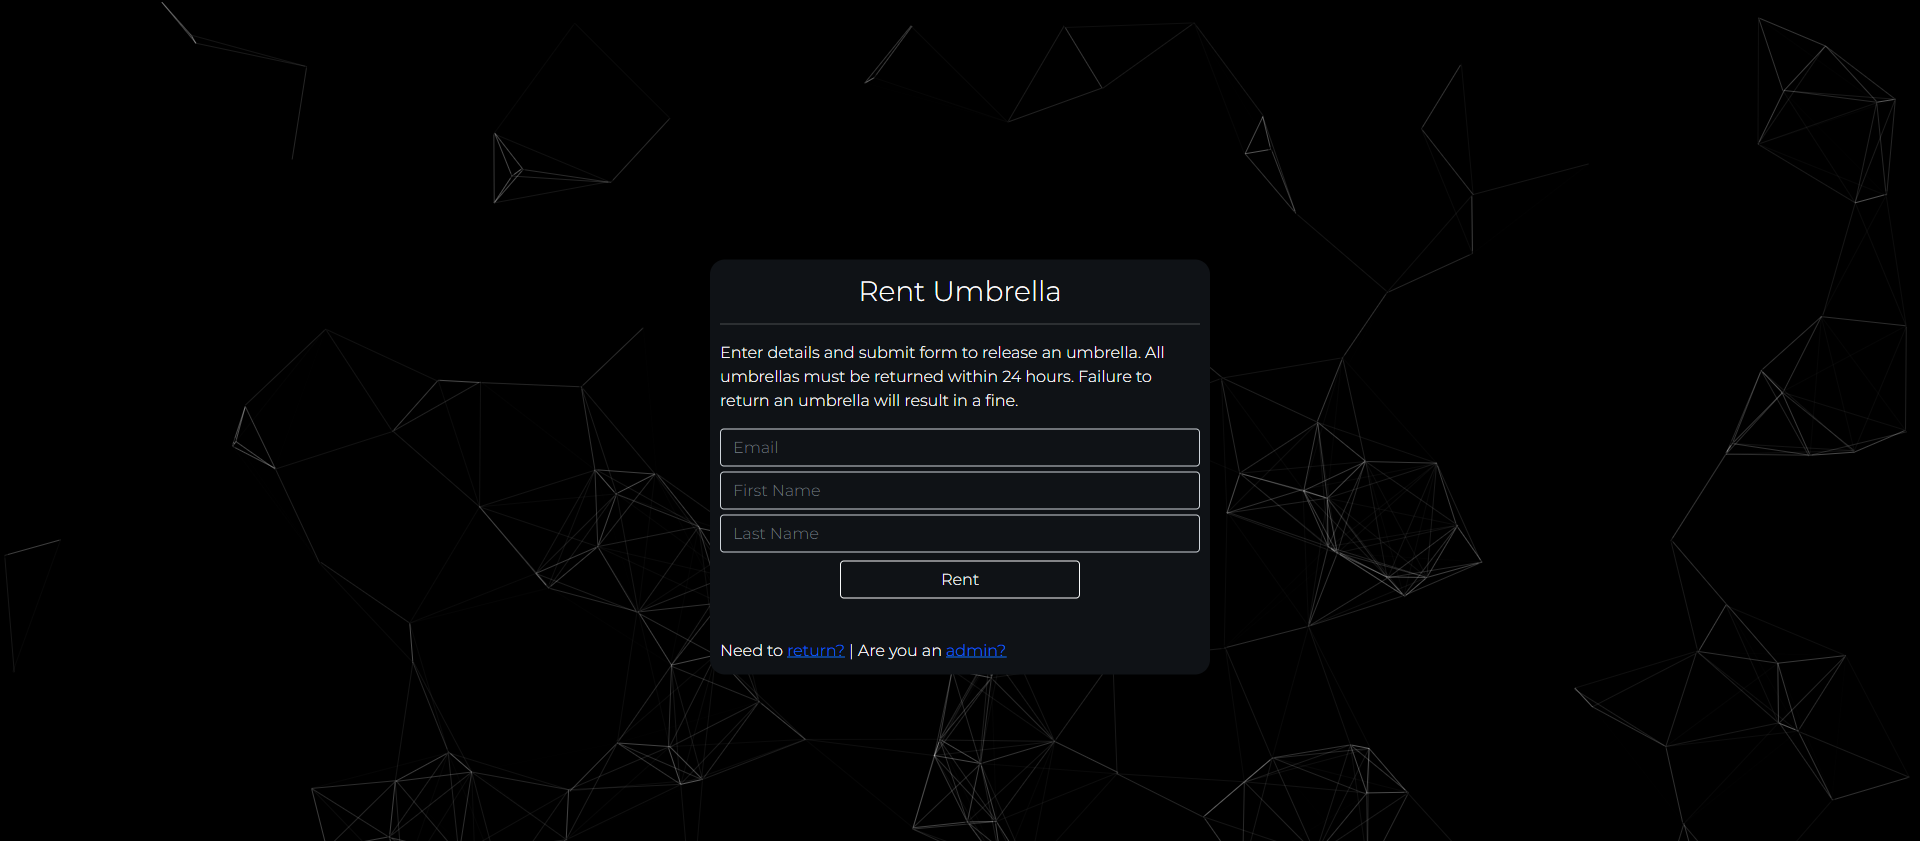 Rent Umbrella
Enter details and submit form to release an umbrella. All
umbrellas must be returned within 24 hours. Failure to
return an umbrella will result in a fine.
Email
First Name
Last Name
Rent
Need to return? | Are you an admin?